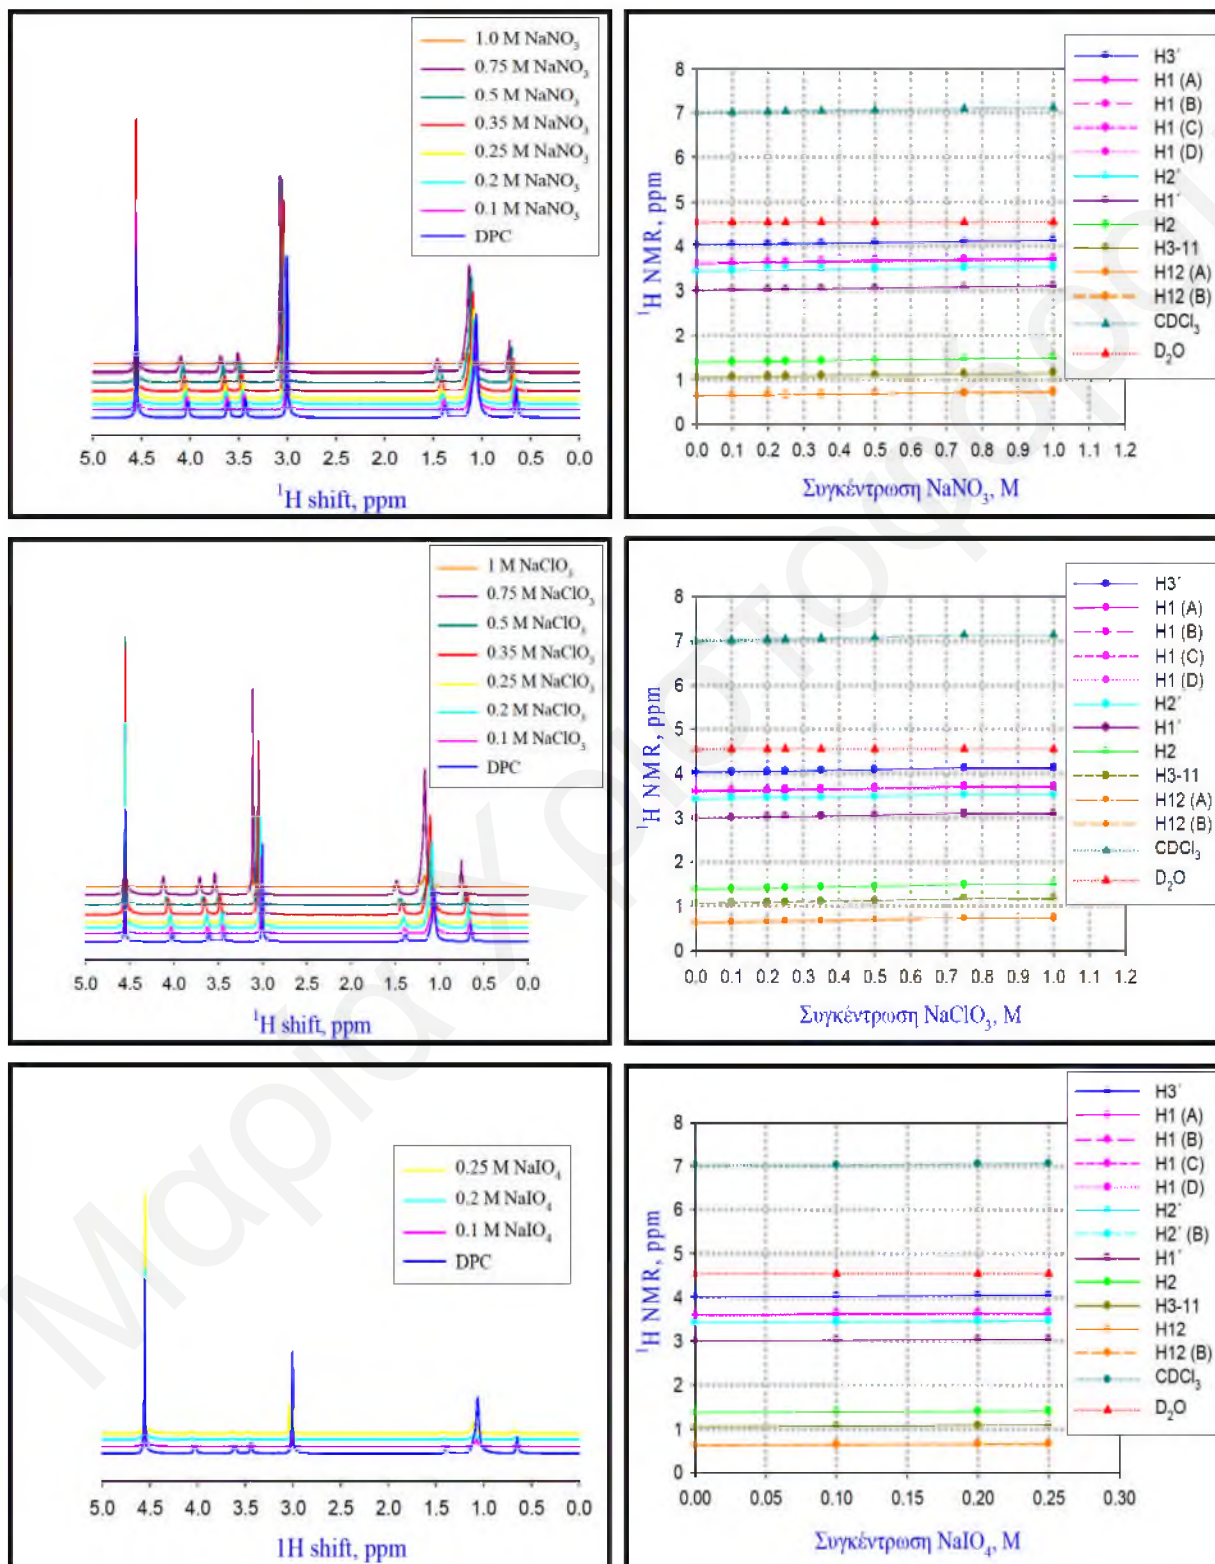 1.0 M NaNO3
0.75 M NaNO3
0.5 M NaNO3
0.35 M NaNO3
0.25 M NaNO3
0.2 M NaNO3
0.1 M NaNO3
DPC
5.0 4.5 4.0 3.5 3.0 2.5 2.0 1.5 1.0 0.5 0.0
1H shift, ppm
H3´
H1 (A)
H1 (B)
H1 (C)
H1 (D)
H2´
H1´
H2
H3-11
H12 (A)
H12 (B)
CDCl3
D2O
8
7
6
5
4
3
2
1
0
1H NMR, ppm
0.0 0.1 0.2 0.3 0.4 0.5 0.6 0.7 0.8 0.9 1.0 1.1 1.2
Συγκέντρωση NaNO3, M
1 M NaClO3
0.75 M NaClO3
0.5 M NaClO3
0.35 M NaClO3
0.25 M NaClO3
0.2 M NaClO3
0.1 M NaClO3
DPC
5.0 4.5 4.0 3.5 3.0 2.5 2.0 1.5 1.0 0.5 0.0
1H shift, ppm
H3´
H1 (A)
H1 (B)
H1 (C)
H1 (D)
H2´
H1´
H2
H3-11
H12 (A)
H12 (B)
CDCl3
D2O
8
7
6
5
4
3
2
1
0
1H NMR, ppm
0.0 0.1 0.2 0.3 0.4 0.5 0.6 0.7 0.8 0.9 1.0 1.1 1.2
Συγκέντρωση NaClO3, M
0.25 M NaIO4
0.2 M NaIO4
0.1 M NaIO4
DPC
5.0 4.5 4.0 3.5 3.0 2.5 2.0 1.5 1.0 0.5 0.0
1H shift, ppm
H3´
H1 (A)
H1 (B)
H1 (C)
H1 (D)
H2´
H2´ (B)
H1´
H2
H3-11
H12
H12 (B)
CDCl3
D2O
8
7
6
5
4
3
2
1
0
1H NMR, ppm
0.00 0.05 0.10 0.15 0.20 0.25 0.30
Συγκέντρωση NaIO4, M